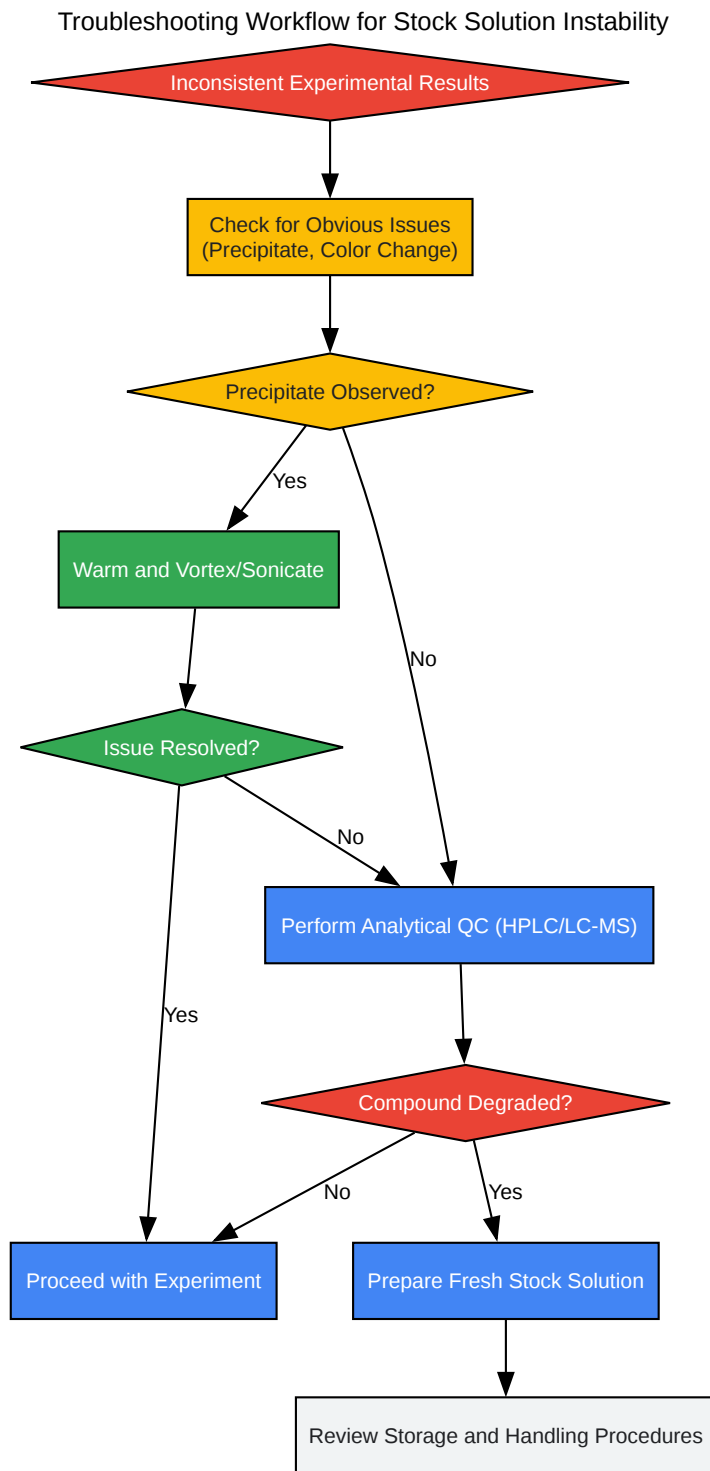 Troubleshooting Workflow for Stock Solution Instability
Inconsistent Experimental Results
Check for Obvious Issues
(Precipitate, Color Change)
Precipitate Observed?
Yes
Warm and Vortex/Sonicate
No
Issue Resolved?
No
Perform Analytical QC (HPLC/LC-MS)
Yes
Compound Degraded?
No
Yes
Proceed with Experiment
Prepare Fresh Stock Solution
Review Storage and Handling Procedures